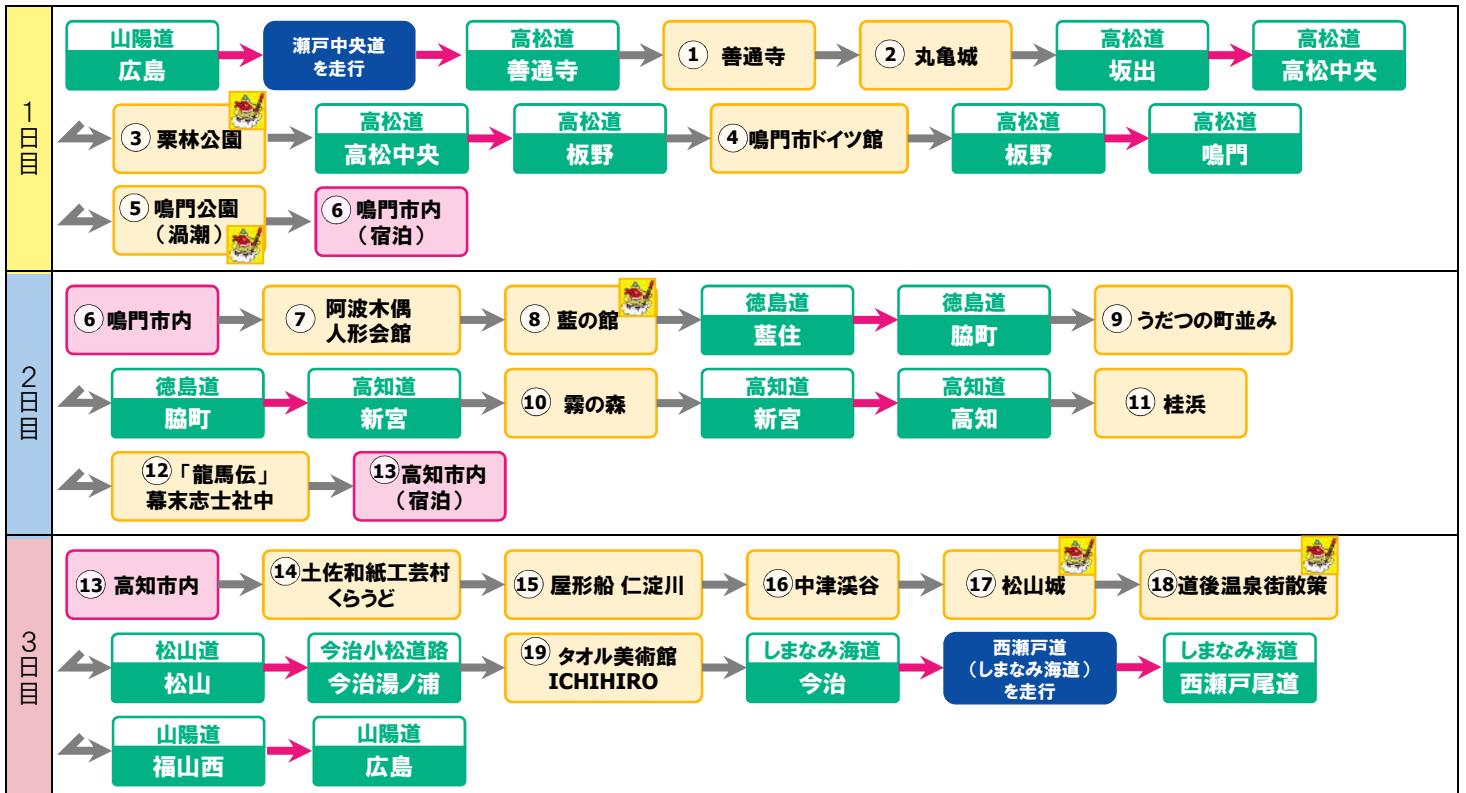 1日目
山陽道
広島
瀬戸中央道
を走行
高松道
善通寺
① 善通寺
② 丸亀城
高松道
坂出
高松道
高松中央
③ 栗林公園
高松道
高松中央
高松道
板野
④ 鳴門市ドイツ館
高松道
板野
高松道
鳴門
⑤ 鳴門公園
（渦潮）
⑥ 鳴門市内
（宿泊）
2日目
⑥ 鳴門市内
⑦ 阿波木偶
人形会館
⑧ 藍の館
徳島道
藍住
徳島道
脇町
⑨ うだつの町並み
徳島道
脇町
高知道
新宮
⑩ 霧の森
高知道
新宮
高知道
高知
⑪ 桂浜
⑫ 「龍馬伝」
幕末志士社中
⑬ 高知市内
（宿泊）
3日目
⑬ 高知市内
⑭ 土佐和紙工芸村
くらうど
⑮ 屋形船 仁淀川
⑯ 中津渓谷
⑰ 松山城
⑱ 道後温泉街散策
松山道
松山
今治小松道路
今治湯ノ浦
⑲ タオル美術館
ICHIHIRO
しまなみ海道
今治
西瀬戸道
（しまなみ海道）
を走行
しまなみ海道
西瀬戸尾道
山陽道
福山西
山陽道
広島